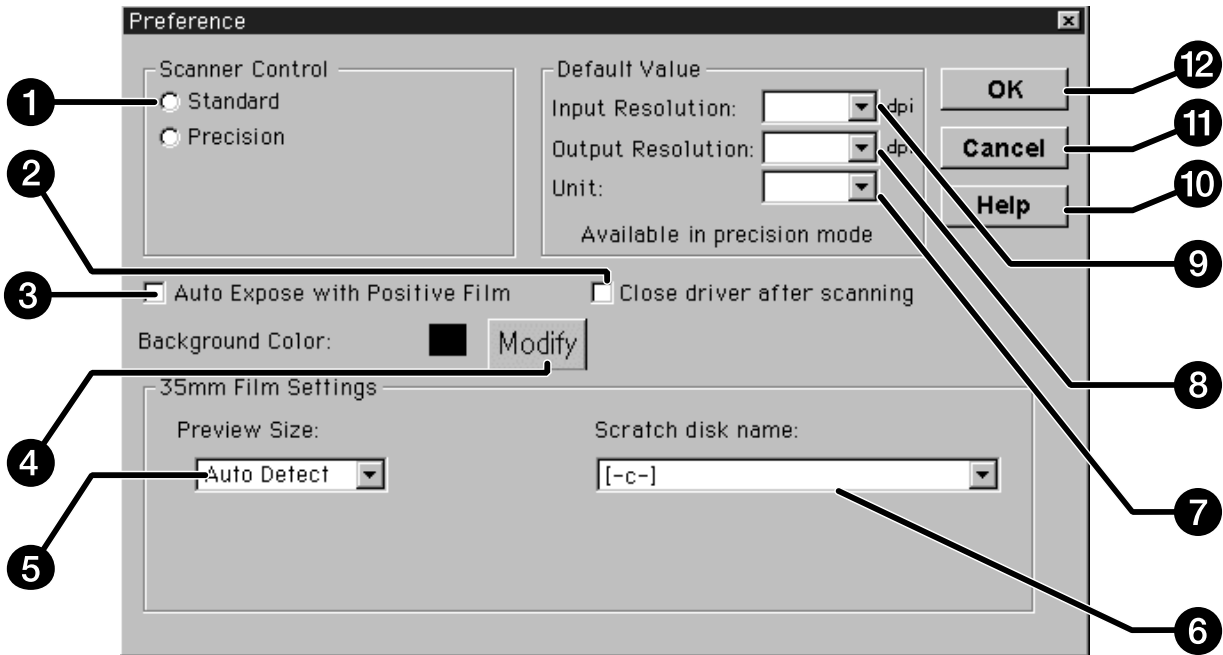 Preference
Scanner Control
Standard
Precision
Default Value
Input Resolution: dpi
Output Resolution: dpi
Unit:
Available in precision mode
OK
Cancel
Help
Auto Expose with Positive Film
Close driver after scanning
Background Color:
Modify
35mm Film Settings
Preview Size:
Auto Detect
Scratch disk name:
[-c-]
1
2
3
4
5
12
11
10
9
8
7
6